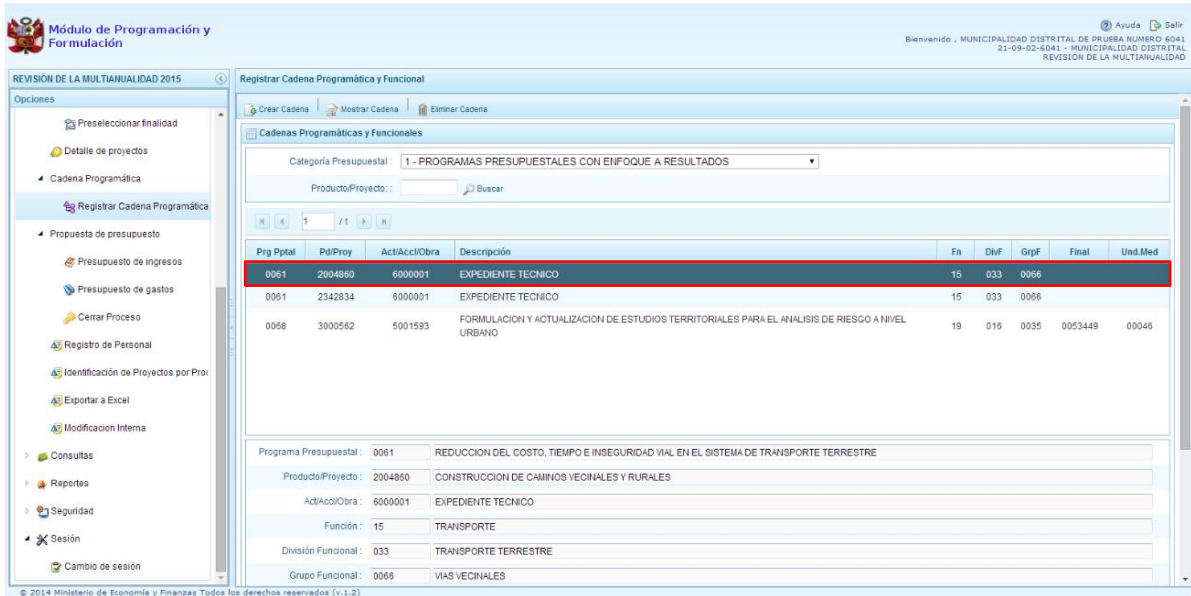 Módulo de Programación y
Formulación
Ayuda Salir
Bienvenido , MUNICIPALIDAD DISTRITAL DE PRUEBA NUMERO 6041
21-09-02-6041 - MUNICIPALIDAD DISTRITAL
REVISIÓN DE LA MULTIANUALIDAD
REVISIÓN DE LA MULTIANUALIDAD 2015
Opciones
Preseleccionar finalidad
Detalle de proyectos
Cadena Programática
Registrar Cadena Programática
Propuesta de presupuesto
Presupuesto de ingresos
Presupuesto de gastos
Cerrar Proceso
Registro de Personal
Identificación de Proyectos por
Exportar a Excel
Modificacion Interna
Consultas
Reportes
Seguridad
Sesión
Cambio de sesión
Registrar Cadena Programática y Funcional
Crear Cadena Mostrar Cadena Eliminar Cadena
Cadenas Programáticas y Funcionales
Categoría Presupuestal : 1 - PROGRAMAS PRESUPUESTALES CON ENFOQUE A RESULTADOS
Producto/Proyecto: : Buscar
1 / 1
Prg Pptal Pd/Proy Act/AccI/Obra Descripción Fn DivF GrpF Final Und.Med
0061 2004860 6000001 EXPEDIENTE TECNICO 15 033 0066
0061 2342834 6000001 EXPEDIENTE TECNICO 15 033 0066
0068 3000562 5001593 FORMULACION Y ACTUALIZACION DE ESTUDIOS TERRITORIALES PARA EL ANALISIS DE RIESGO A NIVEL URBANO 19 016 0035 0053449 00046
Programa Presupuestal : 0061 REDUCCION DEL COSTO, TIEMPO E INSEGURIDAD VIAL EN EL SISTEMA DE TRANSPORTE TERRESTRE
Producto/Proyecto : 2004860 CONSTRUCCION DE CAMINOS VECINALES Y RURALES
Act/AccI/Obra : 6000001 EXPEDIENTE TECNICO
Función : 15 TRANSPORTE
División Funcional : 033 TRANSPORTE TERRESTRE
Grupo Funcional : 0066 VIAS VECINALES
© 2014 Ministerio de Economía y Finanzas Todos los derechos reservados (v.1.2)